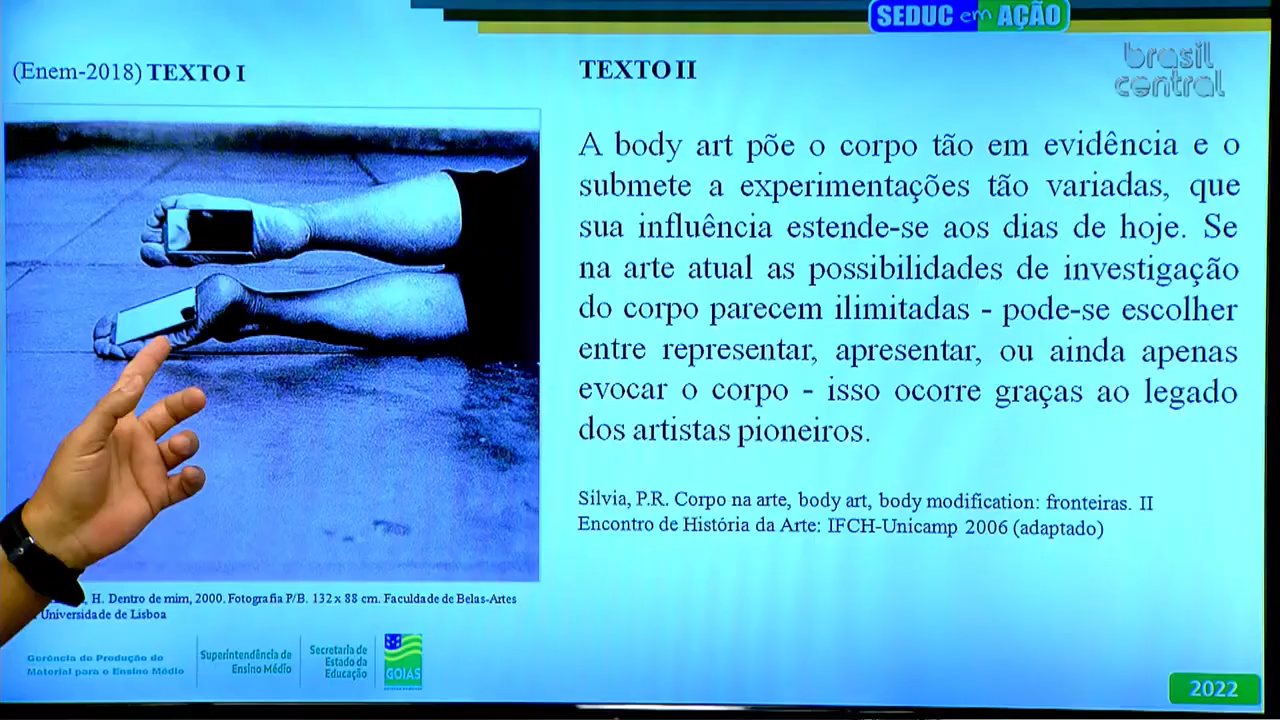 SEDUC em AÇÃO
brasil
central
(Enem-2018) TEXTO I
TEXTO II
A body art põe o corpo tão em evidência e o
submete a experimentações tão variadas, que
sua influência estende-se aos dias de hoje. Se
na arte atual as possibilidades de investigação
do corpo parecem ilimitadas - pode-se escolher
entre representar, apresentar, ou ainda apenas
evocar o corpo - isso ocorre graças ao legado
dos artistas pioneiros.
Silvia, P.R. Corpo na arte, body art, body modification: fronteiras. II
Encontro de História da Arte: IFCH-Unicamp 2006 (adaptado)
, H. Dentro de mim, 2000. Fotografia P/B. 132 x 88 cm. Faculdade de Belas-Artes
Universidade de Lisboa
Gerência de Produção de
Material para o Ensino Médio
Superintendência de
Ensino Médio
Secretaria de
Estado da
Educação
GOIÁS
2022